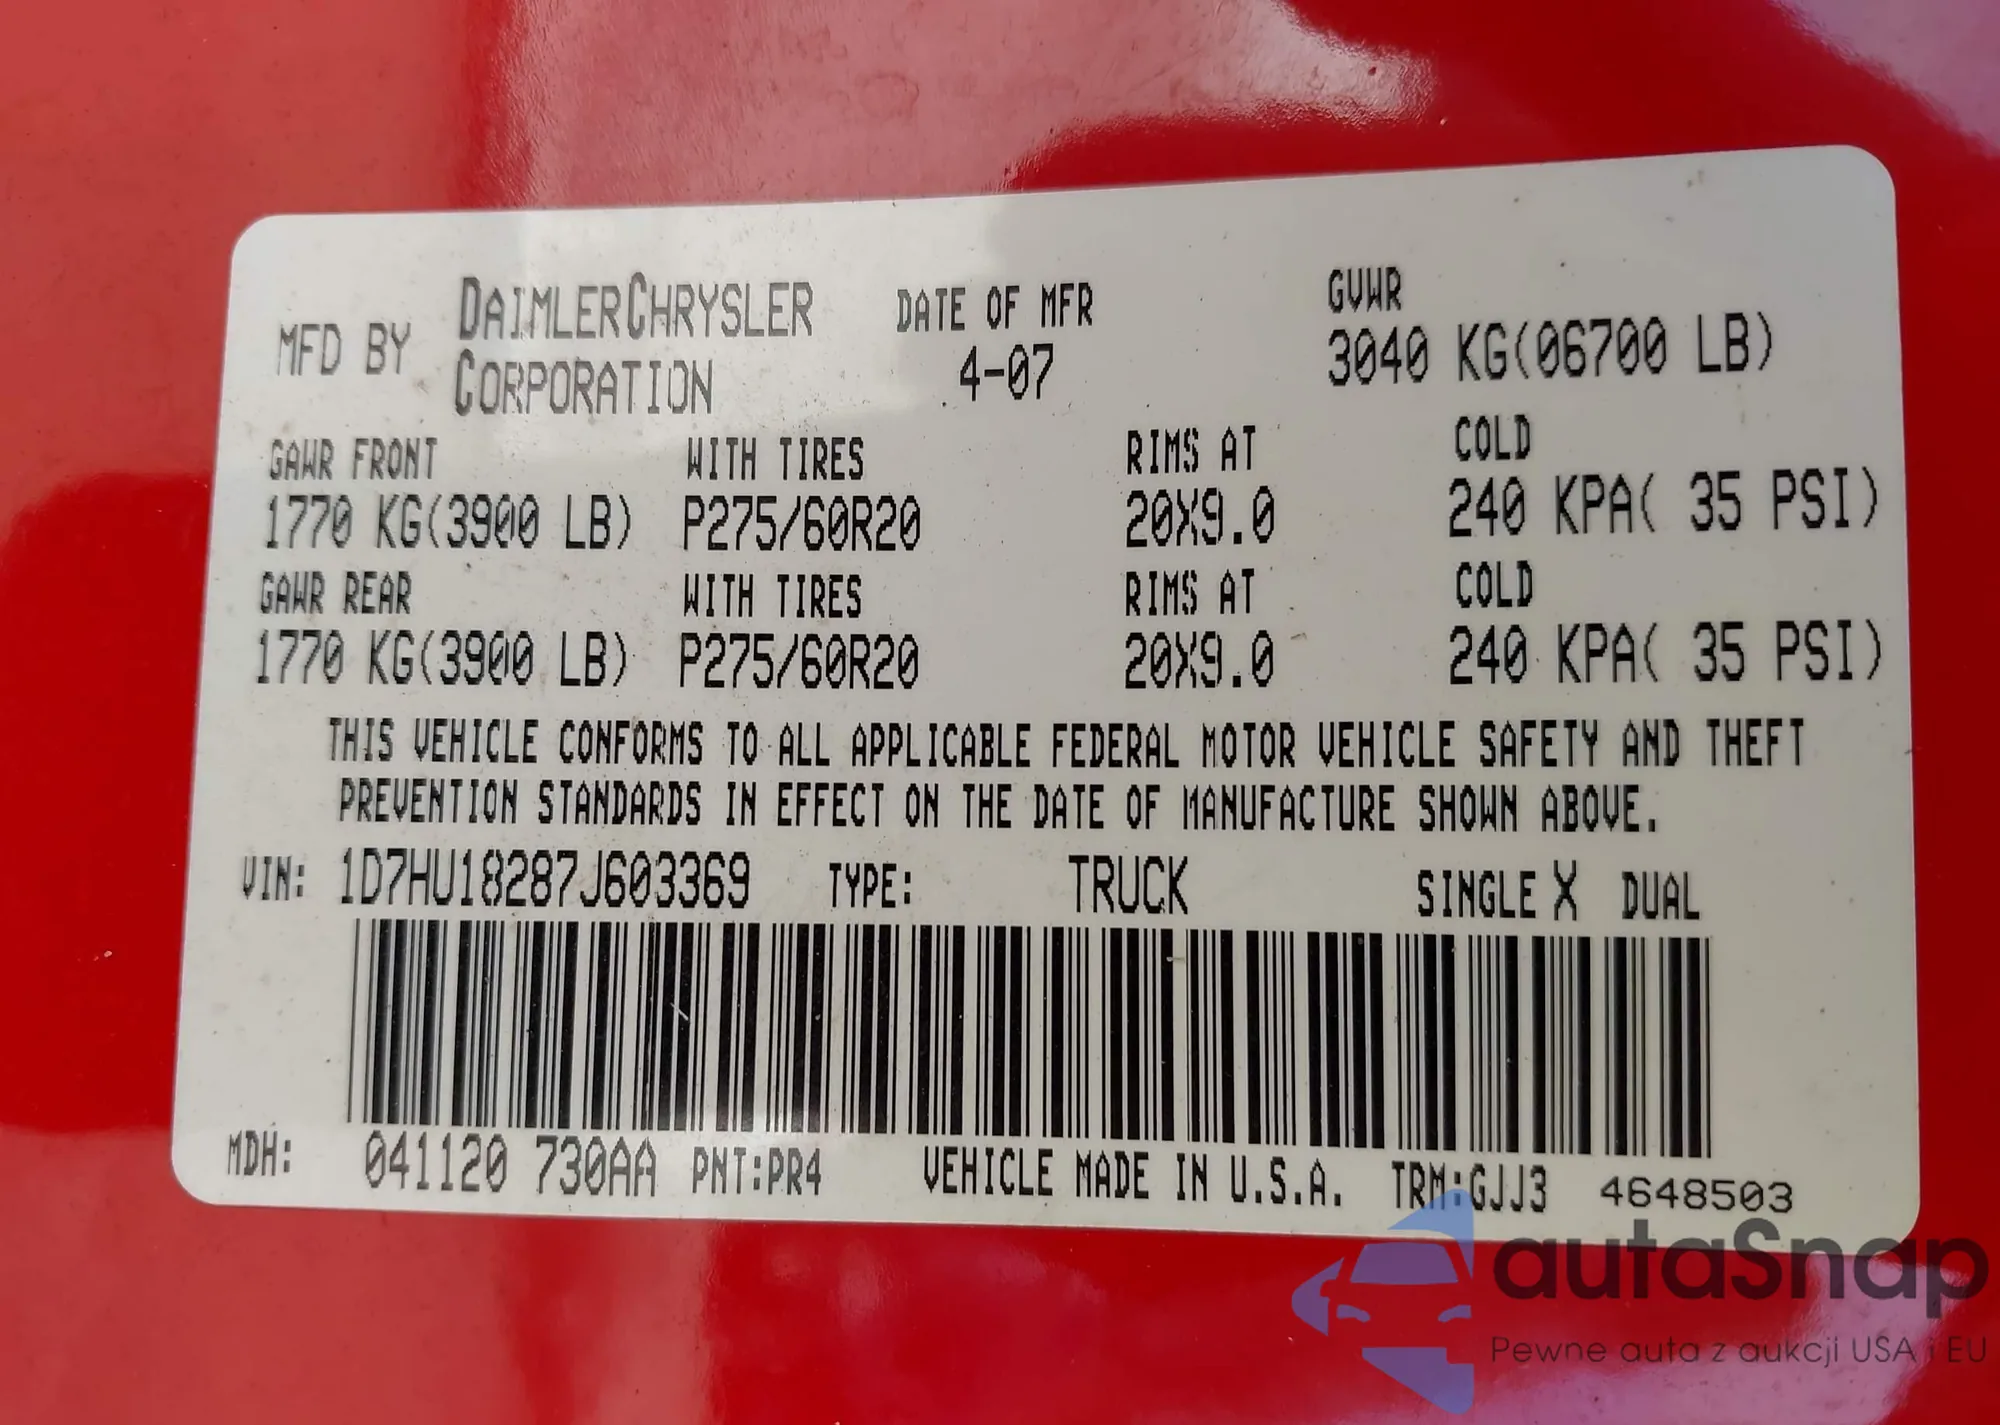 MFD BY DAIMLERCHRYSLER CORPORATION DATE OF MFR 4-07 GVWR 3040 KG(06700 LB)
GAWR FRONT WITH TIRES RIMS AT COLD
1770 KG(3900 LB) P275/60R20 20X9.0 240 KPA( 35 PSI)
GAWR REAR WITH TIRES RIMS AT COLD
1770 KG(3900 LB) P275/60R20 20X9.0 240 KPA( 35 PSI)
THIS VEHICLE CONFORMS TO ALL APPLICABLE FEDERAL MOTOR VEHICLE SAFETY AND THEFT
PREVENTION STANDARDS IN EFFECT ON THE DATE OF MANUFACTURE SHOWN ABOVE.
VIN: 1D7HU18287J603369 TYPE: TRUCK SINGLE X DUAL
MDH: 041120 730AA PNT:PR4 VEHICLE MADE IN U.S.A. TRM:GJJ3 4648503
autaSnap
Pewne auta z aukcji USA i EU